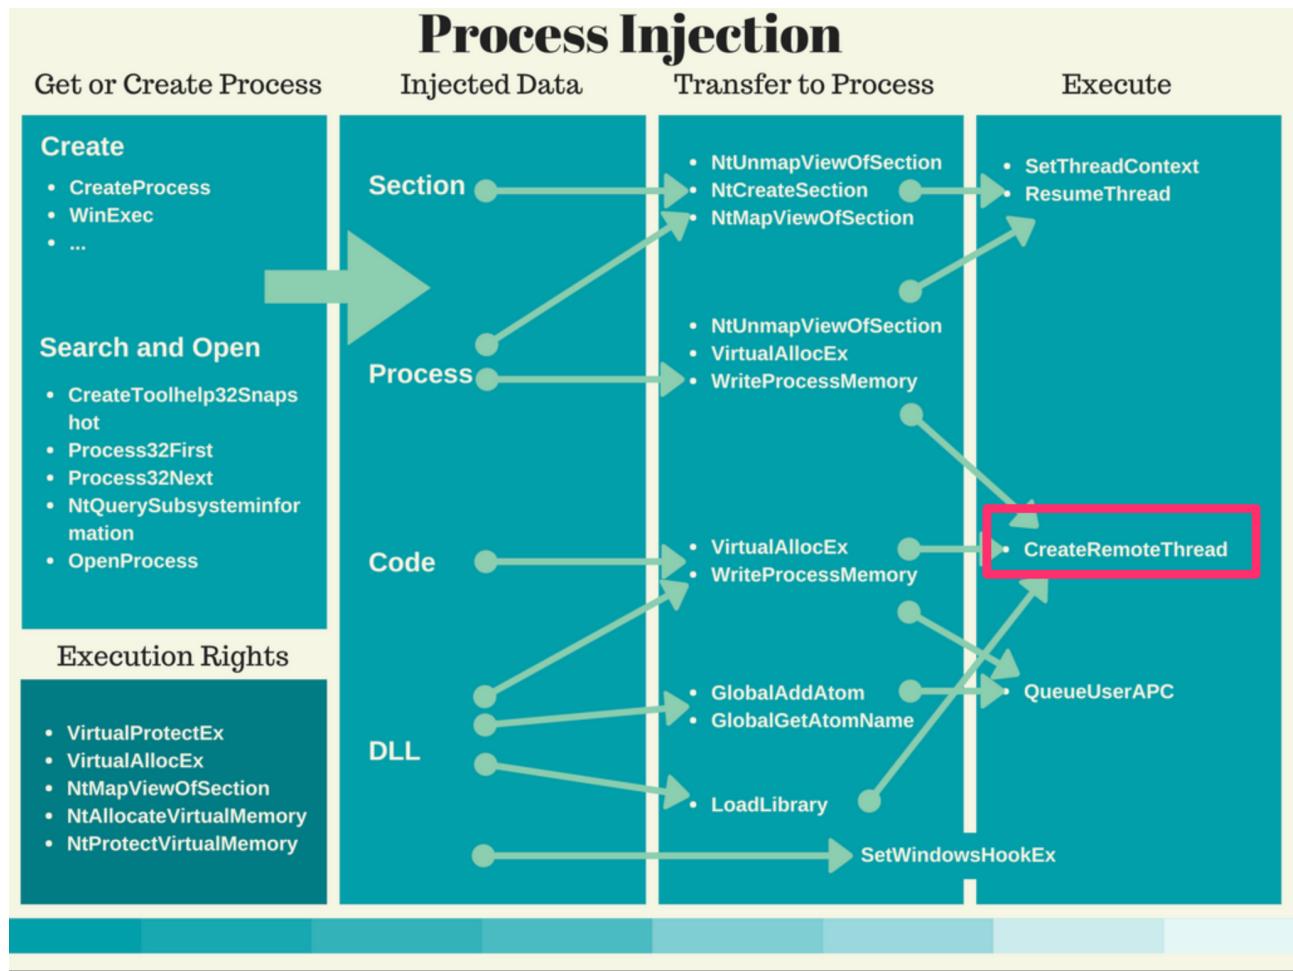 Process Injection
Get or Create Process
Injected Data
Transfer to Process
Execute
Create
• CreateProcess
• WinExec
• ...
Search and Open
• CreateToolhelp32Snaps
hot
• Process32First
• Process32Next
• NtQuerySubsysteminfor
mation
• OpenProcess
Execution Rights
• VirtualProtectEx
• VirtualAllocEx
• NtMapViewOfSection
• NtAllocateVirtualMemory
• NtProtectVirtualMemory
Section
Process
Code
DLL
• NtUnmapViewOfSection
• NtCreateSection
• NtMapViewOfSection
• NtUnmapViewOfSection
• VirtualAllocEx
• WriteProcessMemory
• VirtualAllocEx
• WriteProcessMemory
• GlobalAddAtom
• GlobalGetAtomName
• LoadLibrary
SetWindowsHookEx
• SetThreadContext
• ResumeThread
• CreateRemoteThread
• QueueUserAPC